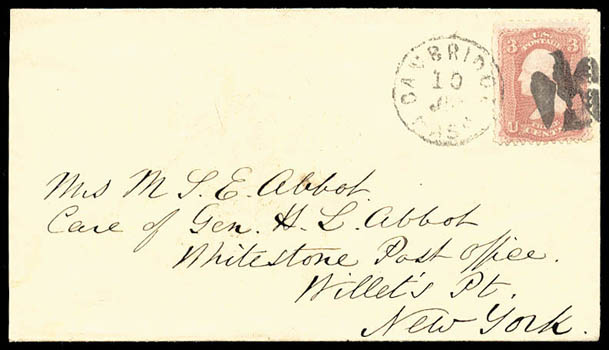 CAMBRIDGE
10
MASS
3 U.S. POSTAGE 3
U CENTS
Mrs M S. E. Abbot.
Care of Gen. H. L. Abbot
Whitestone Post Office.
Willet's Pt.
New York.